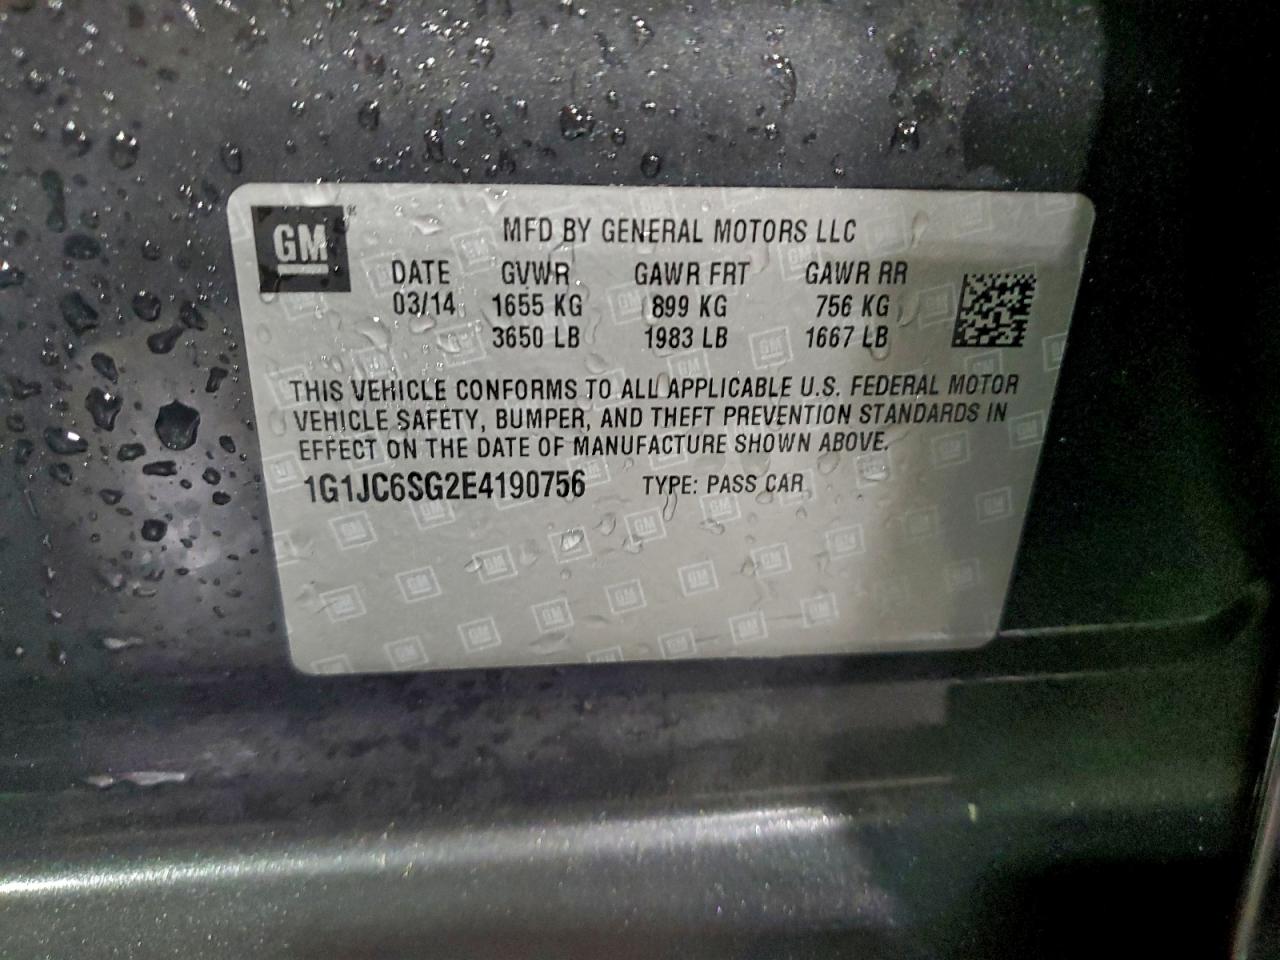 GM
MFD BY GENERAL MOTORS LLC
DATE GVWR GAWR FRT GAWR RR
03/14 1655 KG 899 KG 756 KG
3650 LB 1983 LB 1667 LB
THIS VEHICLE CONFORMS TO ALL APPLICABLE U.S. FEDERAL MOTOR
VEHICLE SAFETY, BUMPER, AND THEFT PREVENTION STANDARDS IN
EFFECT ON THE DATE OF MANUFACTURE SHOWN ABOVE.
1G1JC6SG2E4190756 TYPE: PASS CAR